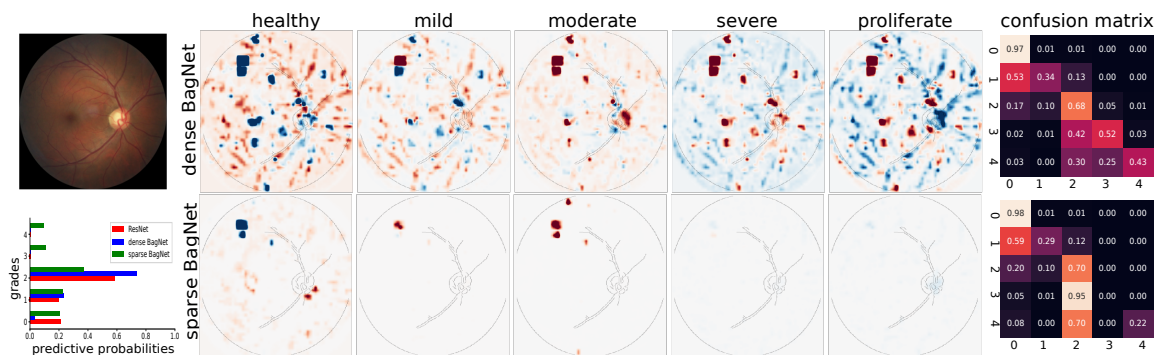 healthy mild moderate severe proliferate confusion matrix
dense BagNet
0 0.97 0.01 0.01 0.00 0.00
1 0.53 0.34 0.13 0.00 0.00
2 0.17 0.10 0.68 0.05 0.01
3 0.02 0.01 0.42 0.52 0.03
4 0.03 0.00 0.30 0.25 0.43
0 1 2 3 4
sparse BagNet
ResNet
dense BagNet
sparse BagNet
grades
4
3
2
1
0
0.0 0.2 0.4 0.6 0.8 1.0
predictive probabilities
0 0.98 0.01 0.01 0.00 0.00
1 0.59 0.29 0.12 0.00 0.00
2 0.20 0.10 0.70 0.00 0.00
3 0.05 0.01 0.95 0.00 0.00
4 0.08 0.00 0.70 0.00 0.22
0 1 2 3 4